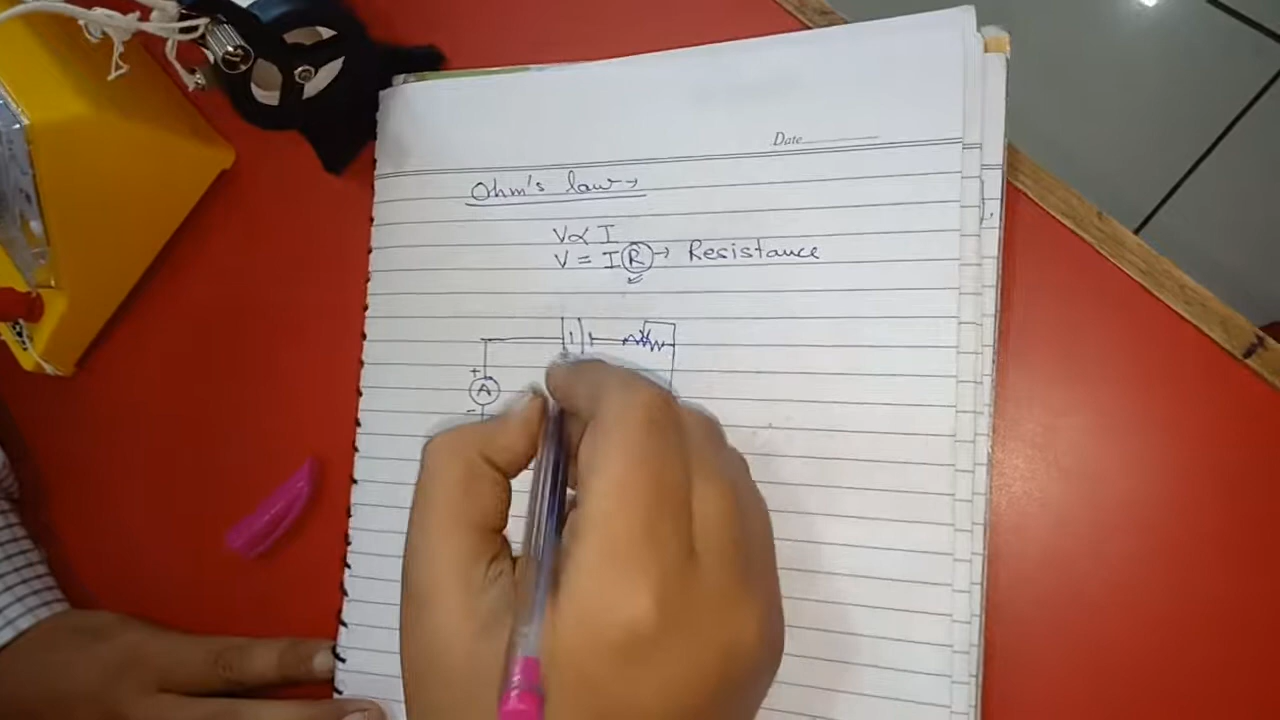 Date
Ohm's law→
V∝ I
V = IR → Resistance
+
A
-